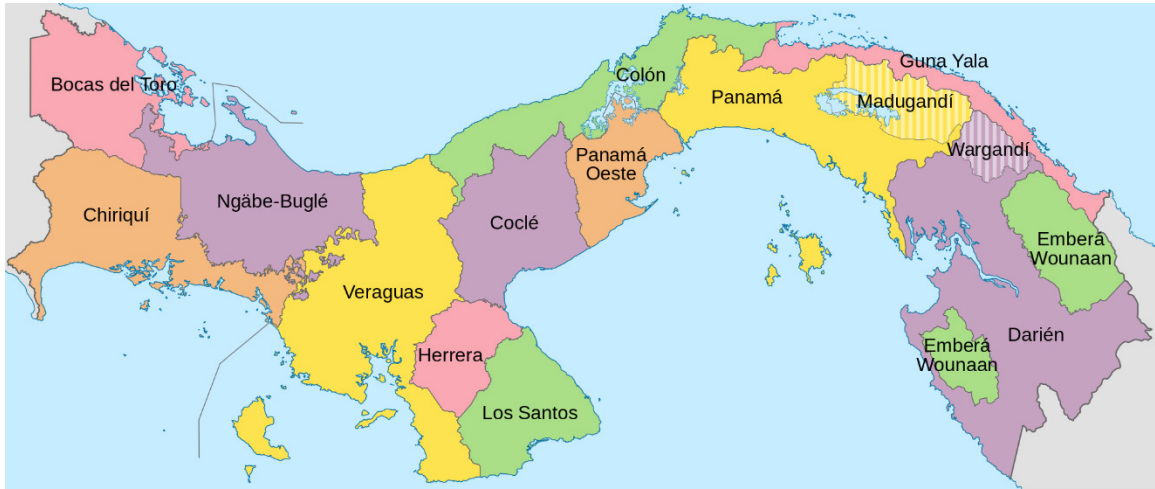 Bocas del Toro
Colón
Guna Yala
Panamá
Madugandí
Wargandí
Panamá
Oeste
Ngäbe-Buglé
Chiriquí
Coclé
Emberá
Wounaan
Veraguas
Darién
Emberá
Wounaan
Herrera
Los Santos